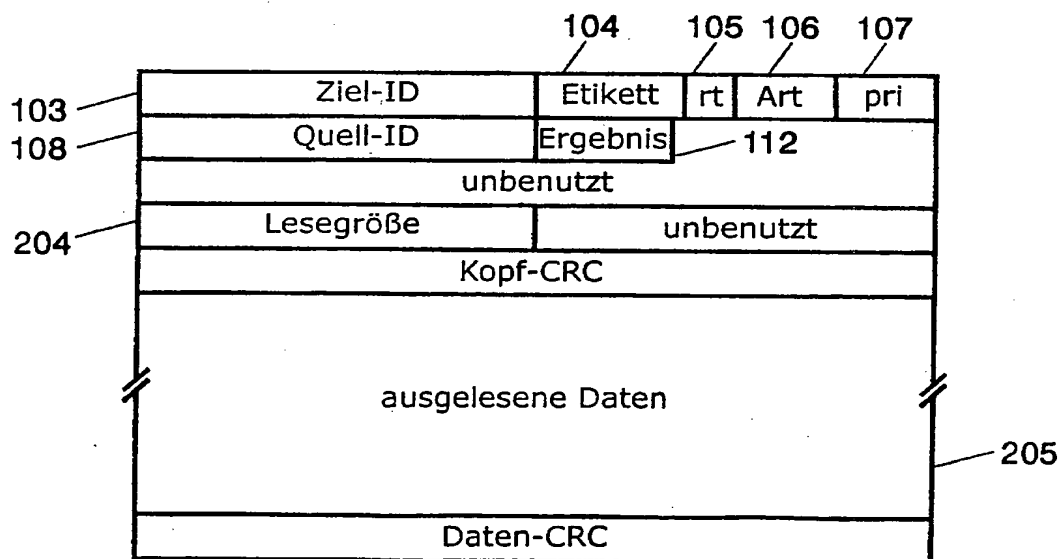 104 105 106 107
103 Ziel-ID Etikett rt Art pri
108 Quell-ID Ergebnis 112
unbenutzt
204 Lesegröße unbenutzt
Kopf-CRC
ausgelesene Daten
205
Daten-CRC